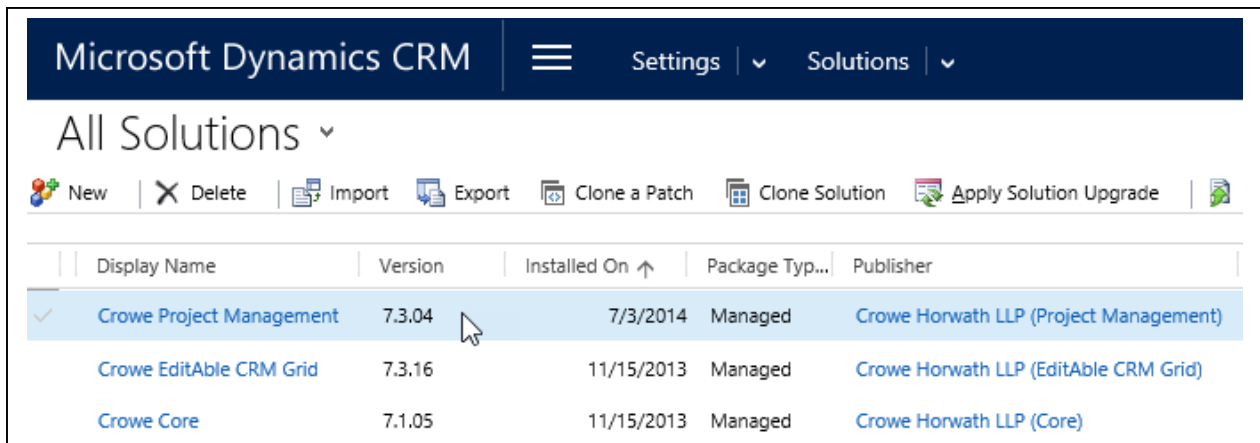 Microsoft Dynamics CRM Settings Solutions
All Solutions
New Delete Import Export Clone a Patch Clone Solution Apply Solution Upgrade
Display Name Version Installed On Package Typ... Publisher
Crowe Project Management 7.3.04 7/3/2014 Managed Crowe Horwath LLP (Project Management)
Crowe EditAble CRM Grid 7.3.16 11/15/2013 Managed Crowe Horwath LLP (EditAble CRM Grid)
Crowe Core 7.1.05 11/15/2013 Managed Crowe Horwath LLP (Core)